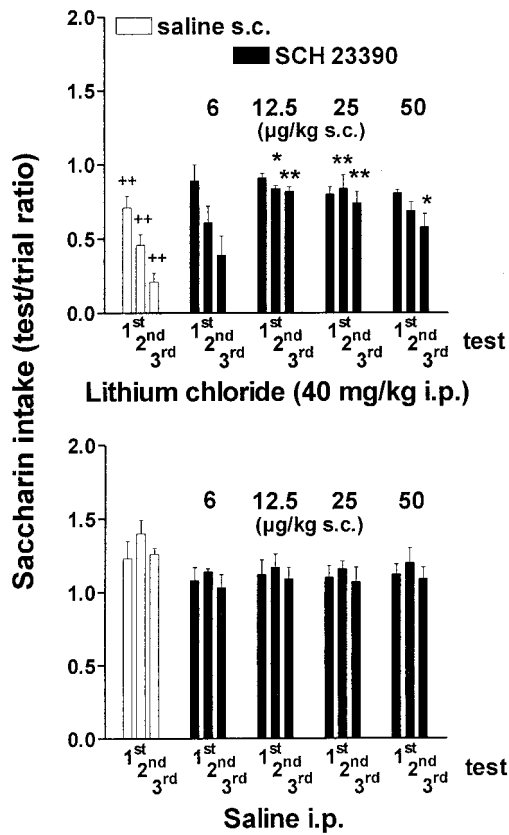 Saccharin intake (test/trial ratio)
2.0
saline s.c.
SCH 23390
1.5
6 12.5 25 50
(µg/kg s.c.)
1.0
++ ++ ++
* ** ** ** *
0.5
0.0
1st 2nd 3rd 1st 2nd 3rd 1st 2nd 3rd 1st 2nd 3rd 1st 2nd 3rd test
Lithium chloride (40 mg/kg i.p.)
2.0
6 12.5 25 50
(µg/kg s.c.)
1.5
1.0
0.5
0.0
1st 2nd 3rd 1st 2nd 3rd 1st 2nd 3rd 1st 2nd 3rd 1st 2nd 3rd test
Saline i.p.